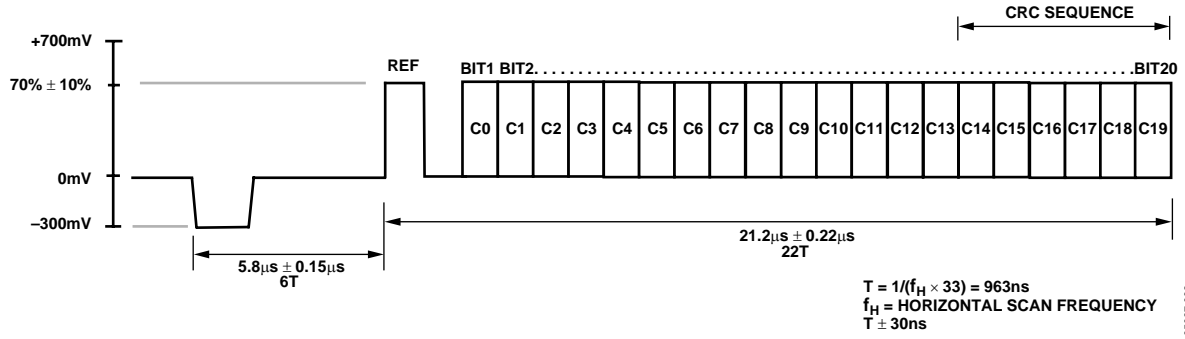 CRC SEQUENCE
+700mV
REF
70% ± 10%
BIT1 BIT2. . . . . . . . . . . . . . . . . . . . . . . . . . . . . . . . . . . . . . . . . . . . . . . . . . . . . . . . . . . . BIT20
C0 C1 C2 C3 C4 C5 C6 C7 C8 C9 C10 C11 C12 C13 C14 C15 C16 C17 C18 C19
0mV
–300mV
21.2μs ± 0.22μs
22T
5.8μs ± 0.15μs
6T
T = 1/(fH × 33) = 963ns
fH = HORIZONTAL SCAN FREQUENCY
T ± 30ns